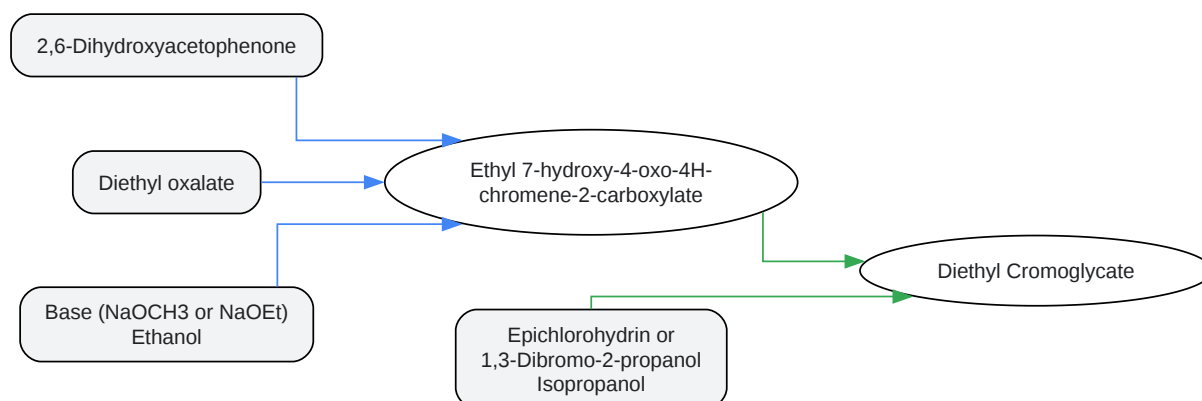 2,6-Dihydroxyacetophenone
Diethyl oxalate
Ethyl 7-hydroxy-4-oxo-4H-
chromene-2-carboxylate
Diethyl Cromoglycate
Base (NaOCH3 or NaOEt)
Ethanol
Epichlorohydrin or
1,3-Dibromo-2-propanol
Isopropanol